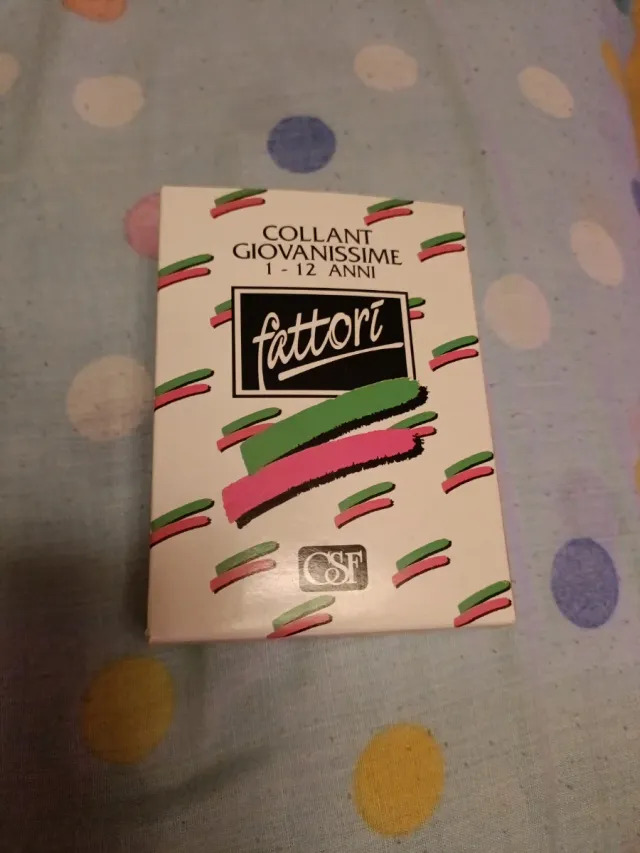 COLLANT
GIOVANISSIME
1 - 12 ANNI
fattori
CSF